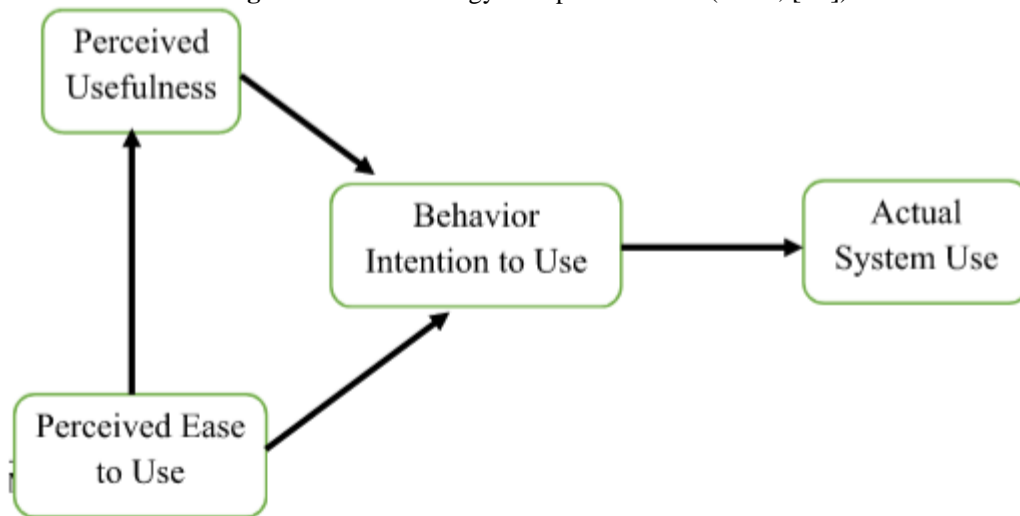 Perceived
Usefulness
Behavior
Intention to Use
Actual
System Use
Perceived Ease
to Use